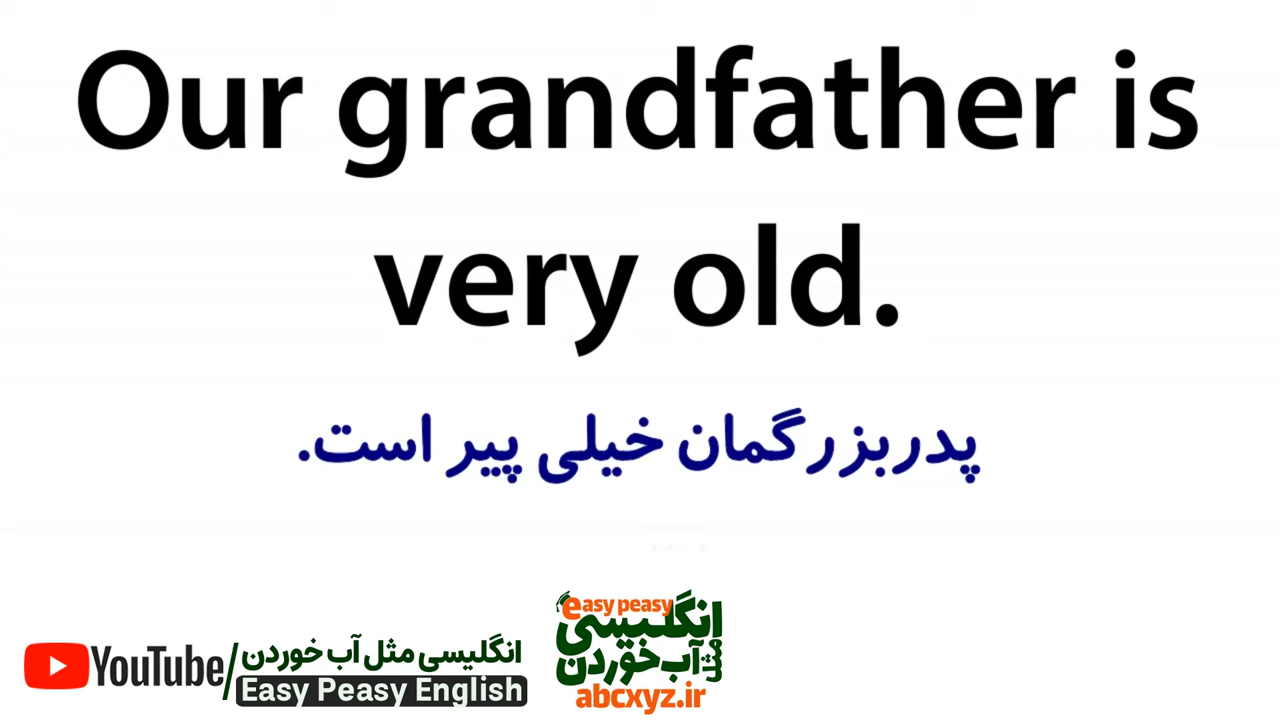 Our grandfather is
very old.
پدربزرگمان خیلی پیر است.
easy peasy
انگلیسی
مثل
آب خوردن
abcxyz.ir
YouTube/انگلیسی مثل آب خوردن
Easy Peasy English